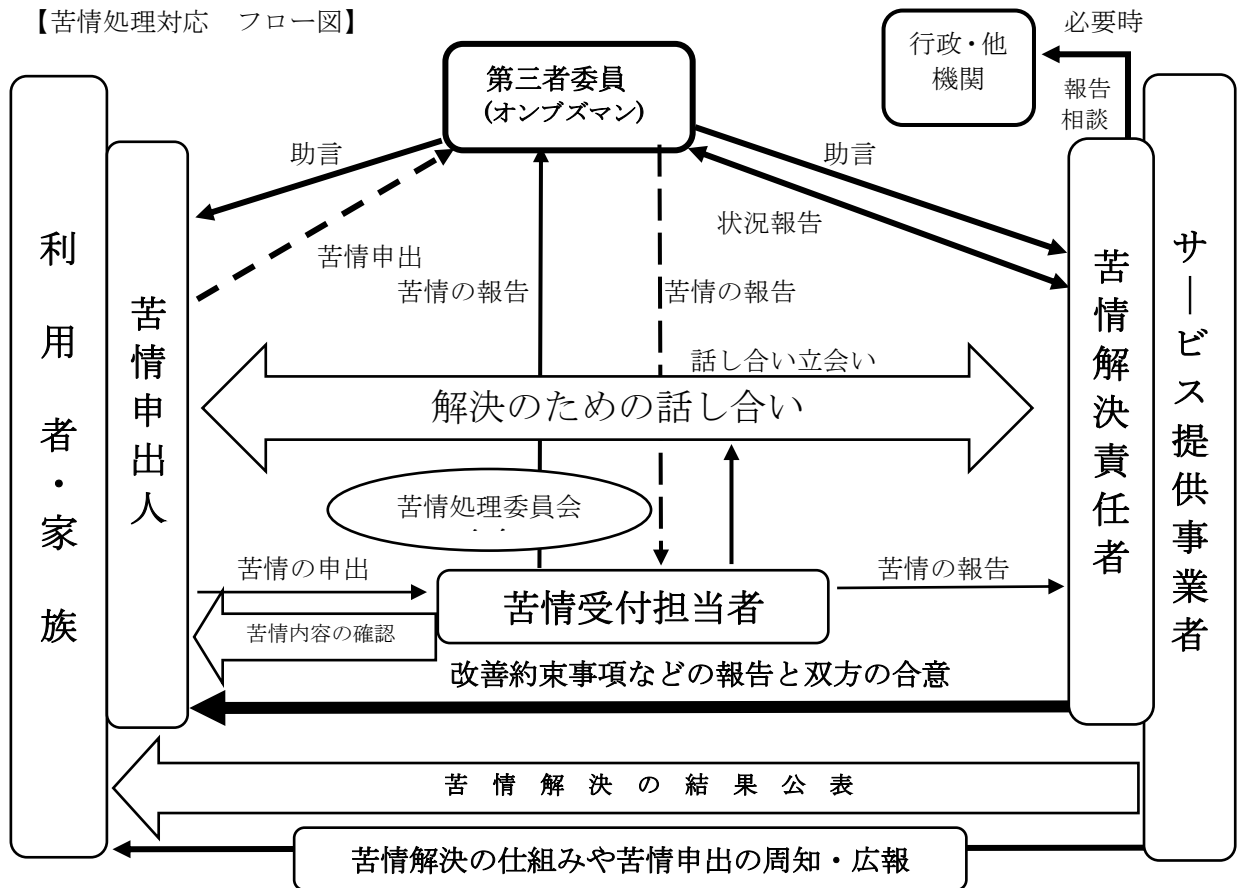 【苦情処理対応 フロー図】
必要時
行政・他
機関
第三者委員
(オンブズマン)
報告
相談
助言
助言
状況報告
苦情申出
苦情の報告
苦情の報告
利用者・家族
苦情申出人
苦情解決責任者
サービス提供事業者
話し合い立会い
解決のための話し合い
苦情処理委員会
苦情の申出
苦情の報告
苦情受付担当者
苦情内容の確認
改善約束事項などの報告と双方の合意
苦情解決の結果公表
苦情解決の仕組みや苦情申出の周知・広報